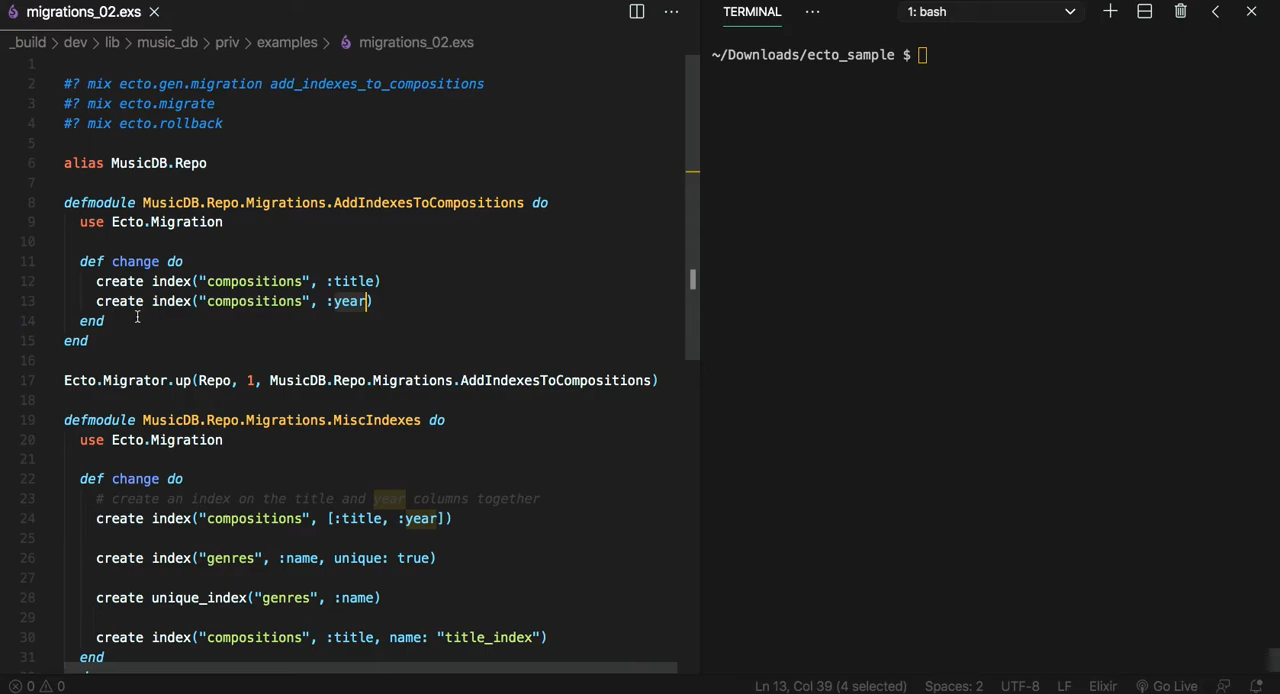 migrations_02.exs
_build > dev > lib > music_db > priv > examples > migrations_02.exs
1
2 #? mix ecto.gen.migration add_indexes_to_compositions
3 #? mix ecto.migrate
4 #? mix ecto.rollback
5
6 alias MusicDB.Repo
7
8 defmodule MusicDB.Repo.Migrations.AddIndexesToCompositions do
9 use Ecto.Migration
10
11 def change do
12 create index("compositions", :title)
13 create index("compositions", :year)
14 end
15 end
16
17 Ecto.Migrator.up(Repo, 1, MusicDB.Repo.Migrations.AddIndexesToCompositions)
18
19 defmodule MusicDB.Repo.Migrations.MiscIndexes do
20 use Ecto.Migration
21
22 def change do
23 # create an index on the title and year columns together
24 create index("compositions", [:title, :year])
25
26 create index("genres", :name, unique: true)
27
28 create unique_index("genres", :name)
29
30 create index("compositions", :title, name: "title_index")
31 end
TERMINAL ··· 1: bash
~/Downloads/ecto_sample $
0 0 Ln 13, Col 39 (4 selected) Spaces: 2 UTF-8 LF Elixir Go Live